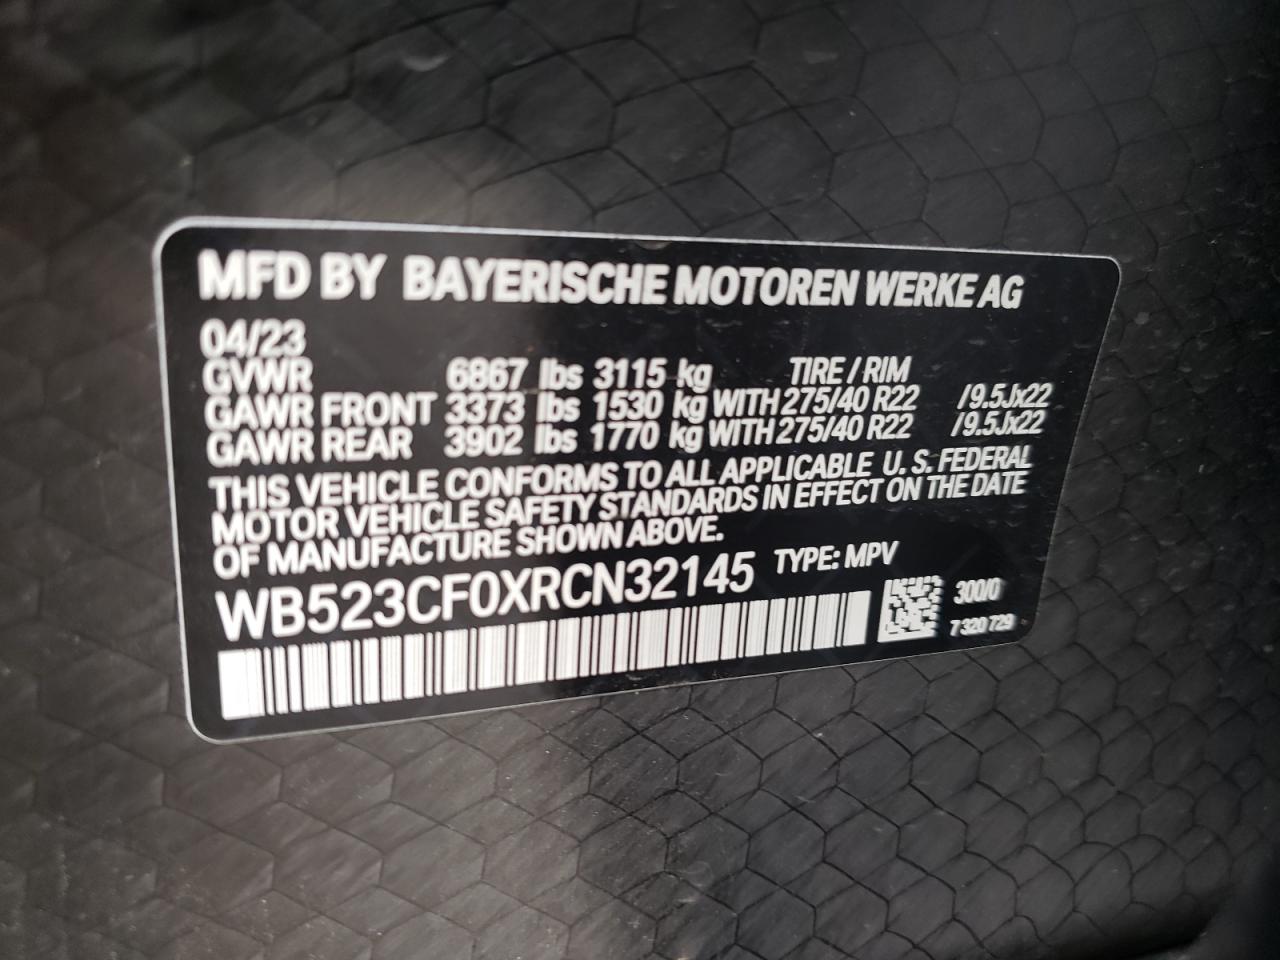 MFD BY BAYERISCHE MOTOREN WERKE AG
04/23
GVWR 6867 lbs 3115 kg TIRE / RIM
GAWR FRONT 3373 lbs 1530 kg WITH 275/40 R22 /9.5Jx22
GAWR REAR 3902 lbs 1770 kg WITH 275/40 R22 /9.5Jx22
THIS VEHICLE CONFORMS TO ALL APPLICABLE U. S. FEDERAL
MOTOR VEHICLE SAFETY STANDARDS IN EFFECT ON THE DATE
OF MANUFACTURE SHOWN ABOVE.
WB523CF0XRCN32145 TYPE: MPV
300/0
7 320 729